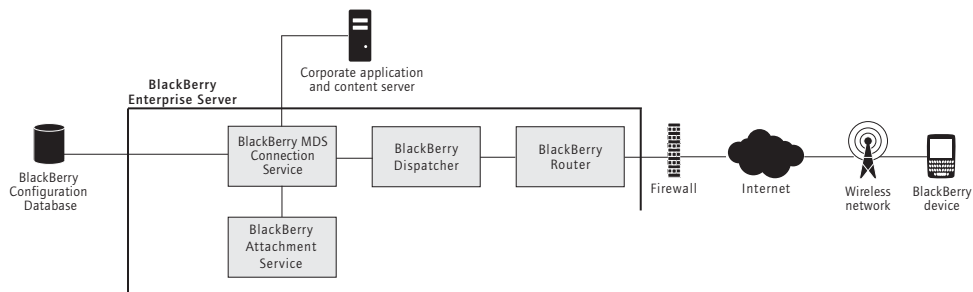 Corporate application
and content server
BlackBerry
Enterprise Server
BlackBerry MDS
Connection
Service
BlackBerry
Dispatcher
BlackBerry
Router
BlackBerry
Attachment
Service
BlackBerry
Configuration
Database
Firewall
Internet
Wireless
network
BlackBerry
device